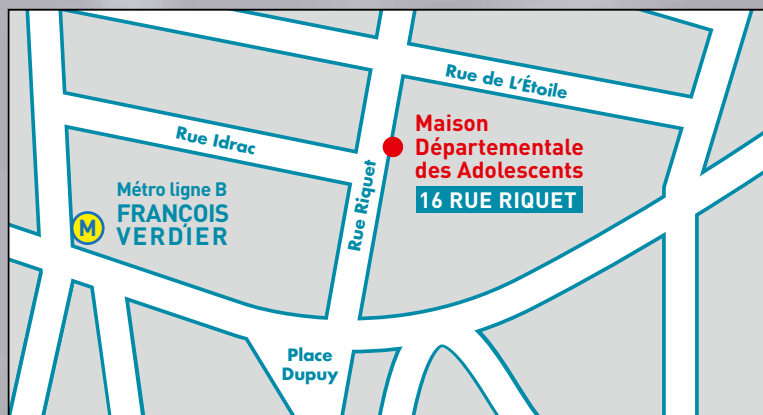 Rue de L'Étoile
Rue Idrac
Maison
Départementale
des Adolescents
16 RUE RIQUET
Rue Riquet
Métro ligne B
FRANÇOIS
VERDIER
M
Place
Dupuy